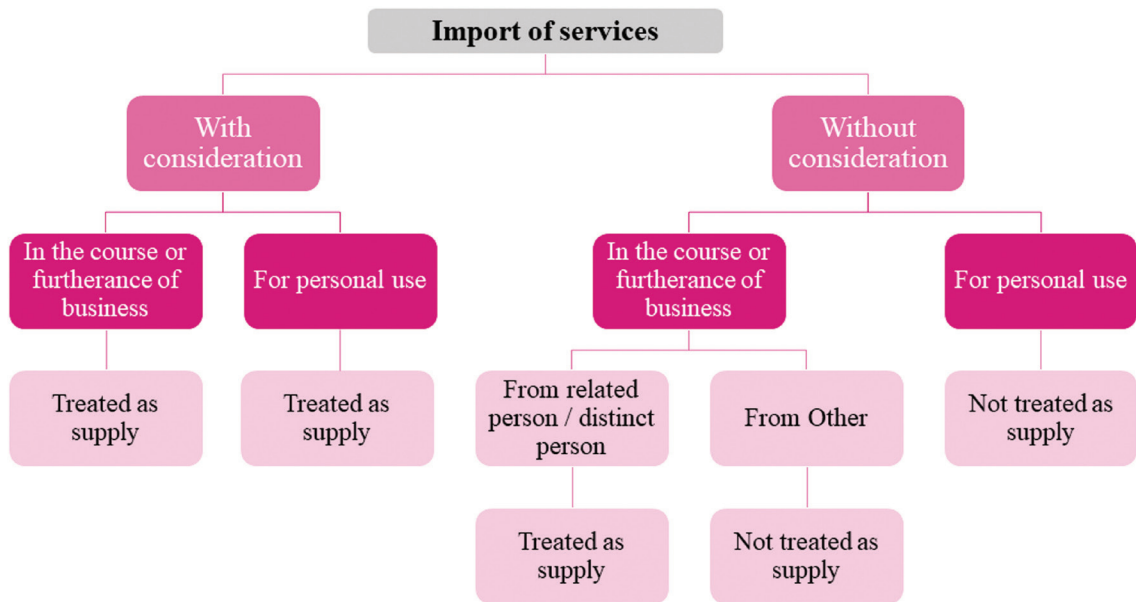 Import of services
With
consideration
Without
consideration
In the course or
furtherance of
business
For personal use
In the course or
furtherance of
business
For personal use
Treated as
supply
Treated as
supply
From related
person / distinct
person
From Other
Not treated as
supply
Treated as
supply
Not treated as
supply